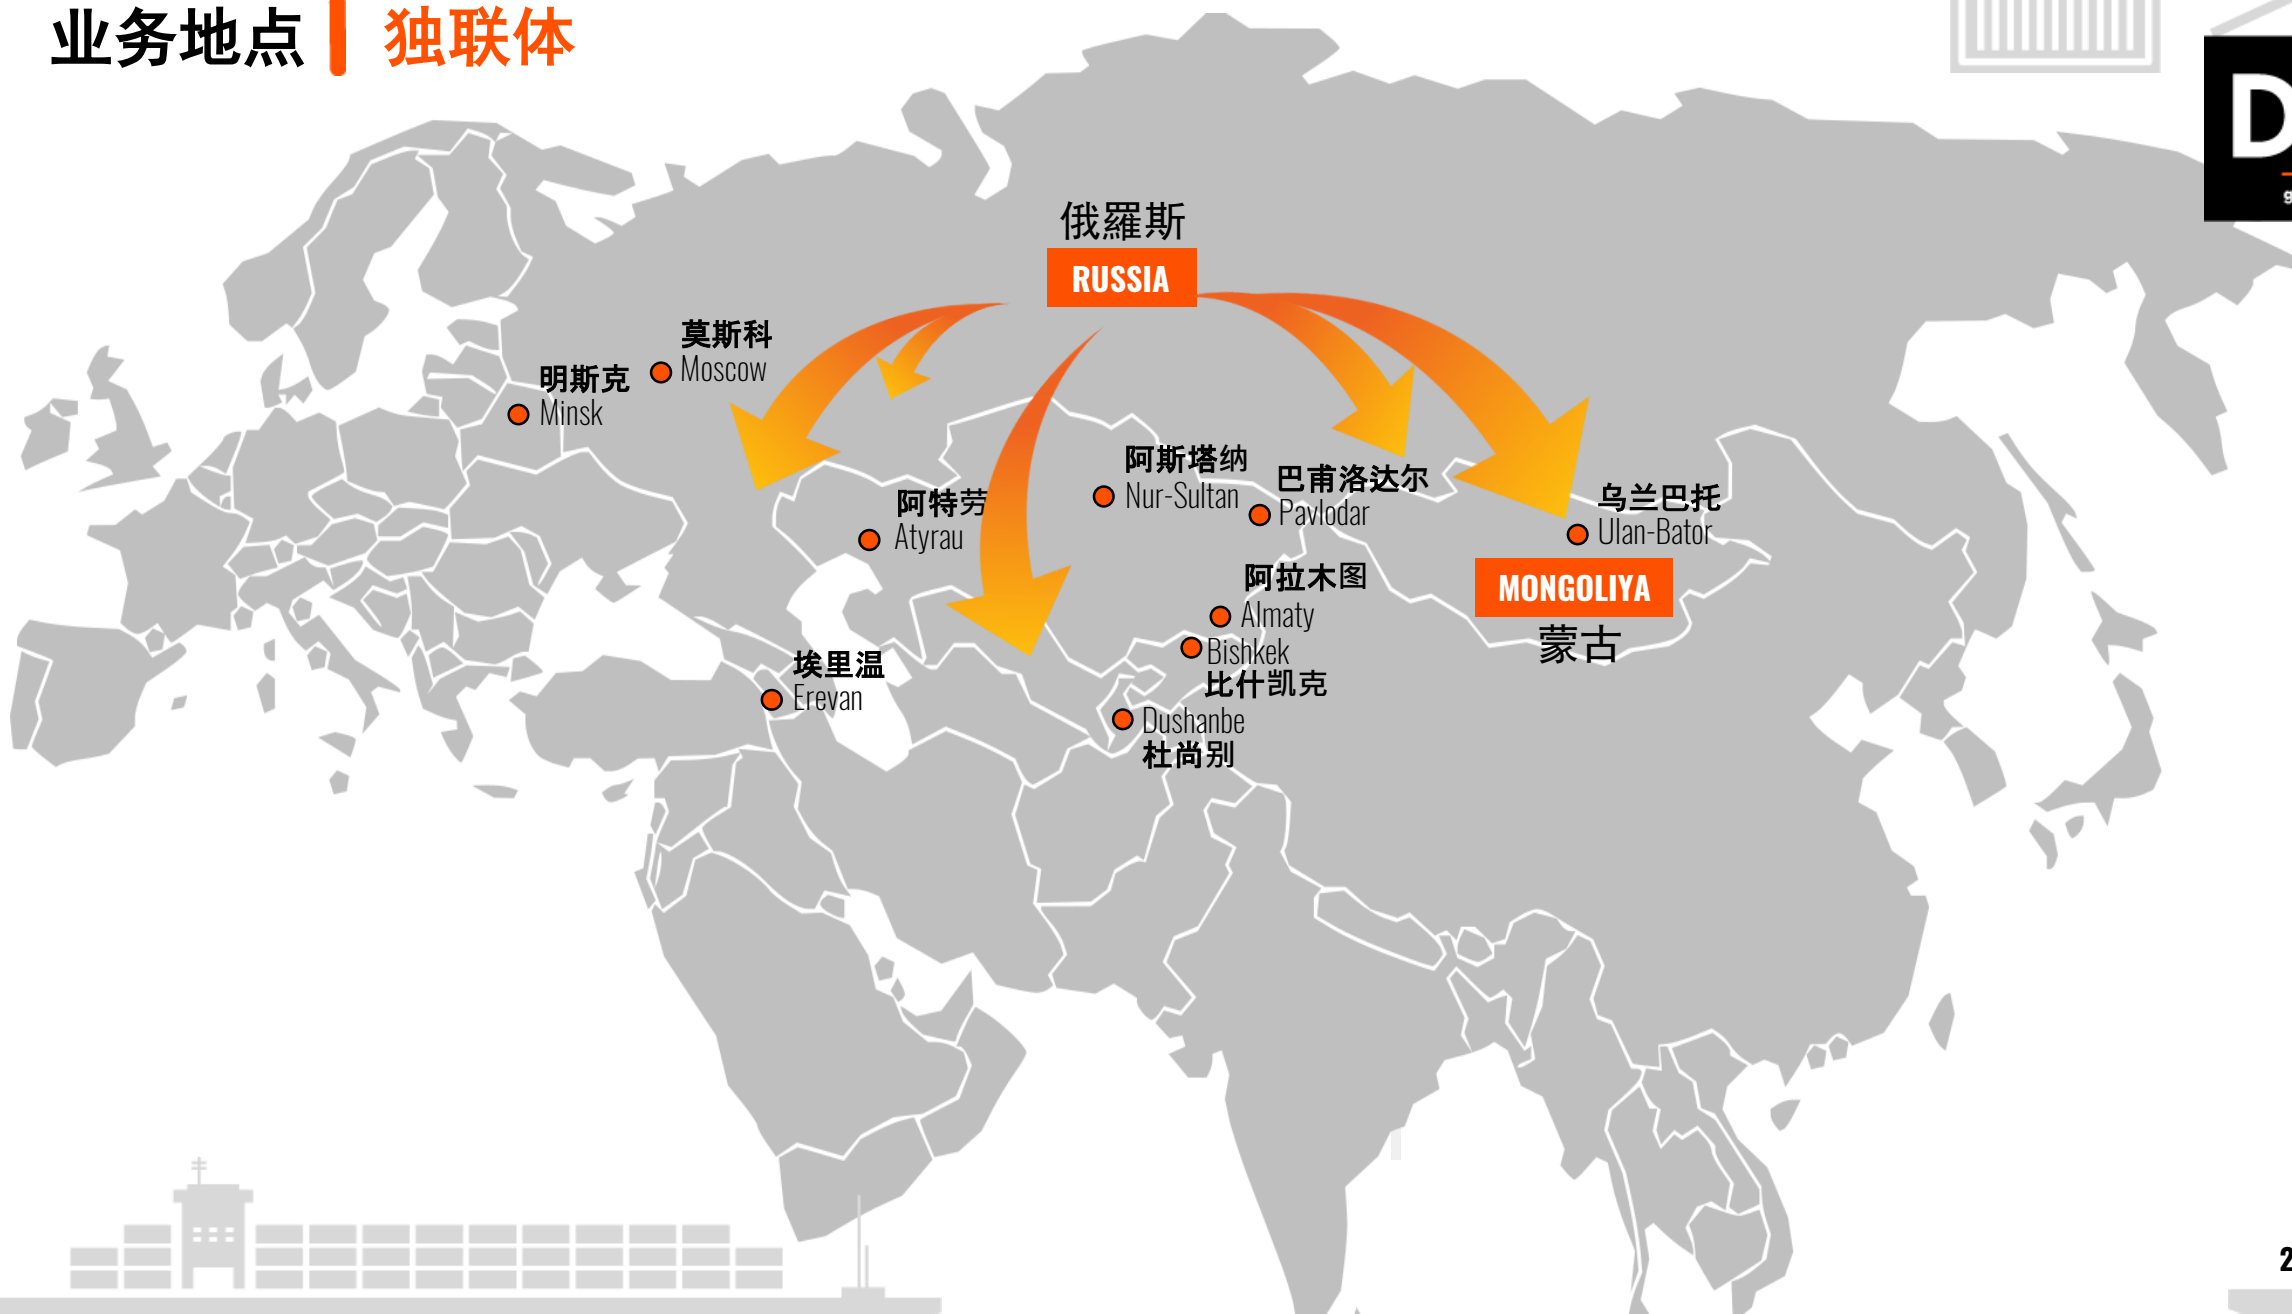 业务地点 独联体
D
g
俄羅斯
RUSSIA
莫斯科
Moscow
明斯克
Minsk
阿斯塔纳
Nur-Sultan
巴甫洛达尔
Pavlodar
阿特劳
Atyrau
乌兰巴托
Ulan-Bator
MONGOLIYA
蒙古
阿拉木图
Almaty
Bishkek
比什凯克
埃里温
Erevan
Dushanbe
杜尚别
2